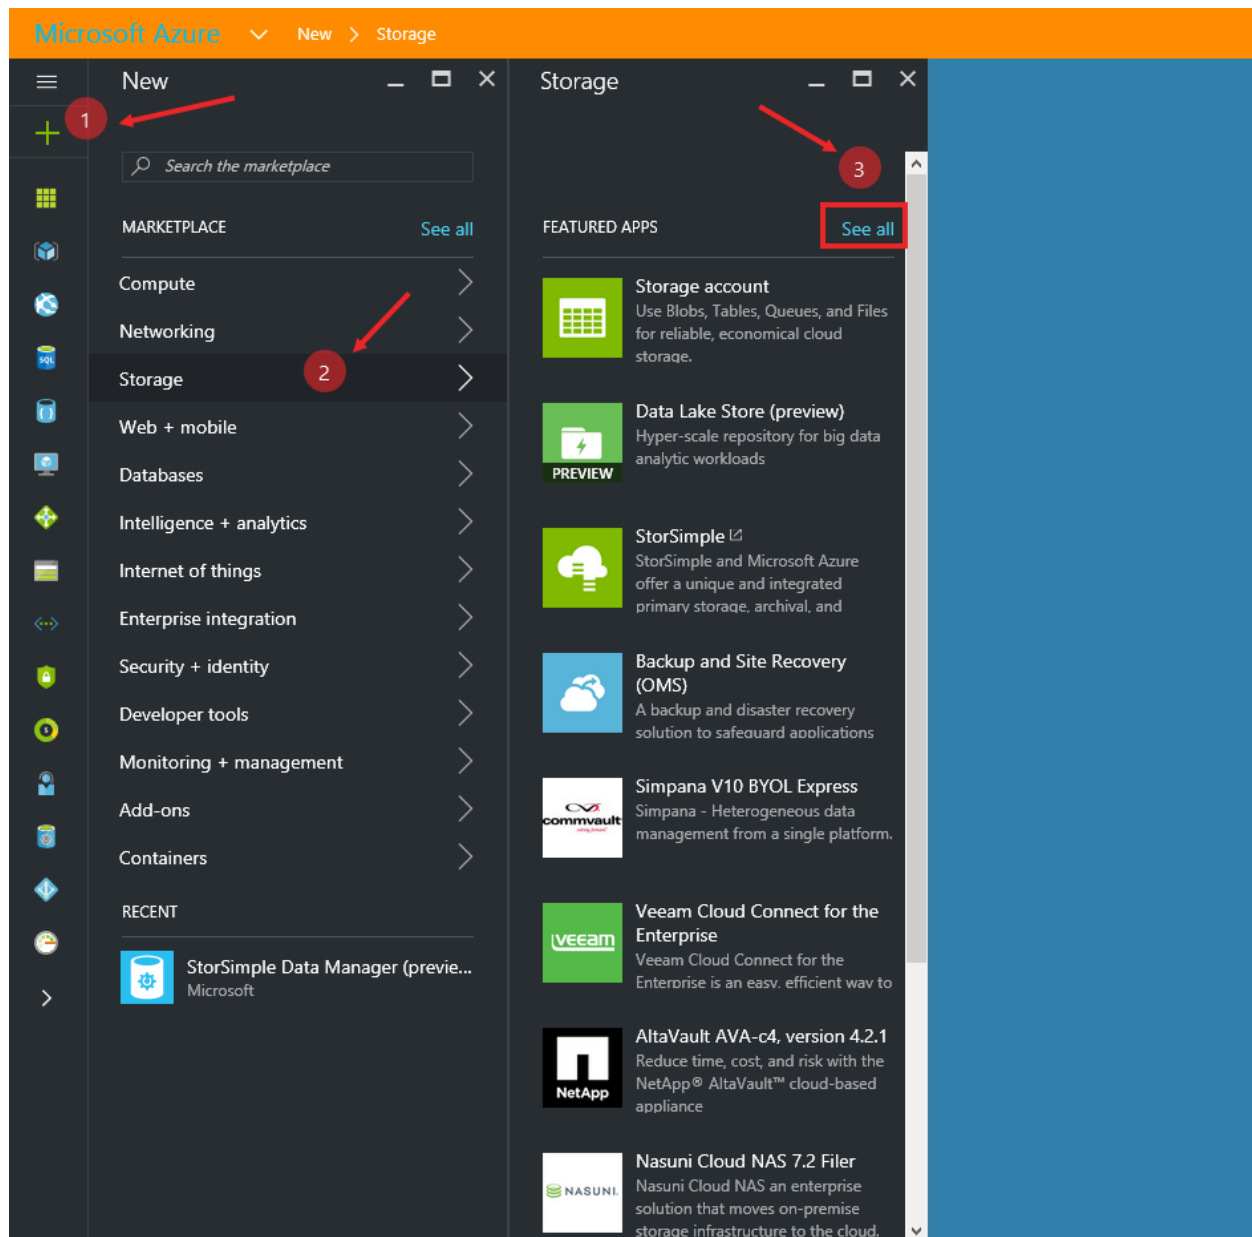 Microsoft Azure New > Storage
New
1
Search the marketplace
MARKETPLACE See all
Compute
Networking
Storage 2
Web + mobile
Databases
Intelligence + analytics
Internet of things
Enterprise integration
Security + identity
Developer tools
Monitoring + management
Add-ons
Containers
RECENT
StorSimple Data Manager (previe...
Microsoft
SQL
Storage
3
FEATURED APPS See all
Storage account
Use Blobs, Tables, Queues, and Files
for reliable, economical cloud
storage.
PREVIEW
Data Lake Store (preview)
Hyper-scale repository for big data
analytic workloads
StorSimple
StorSimple and Microsoft Azure
offer a unique and integrated
primary storage, archival, and
Backup and Site Recovery
(OMS)
A backup and disaster recovery
solution to safeguard applications
commvault
Simpana V10 BYOL Express
Simpana - Heterogeneous data
management from a single platform.
veeam
Veeam Cloud Connect for the
Enterprise
Veeam Cloud Connect for the
Enterprise is an easy, efficient way to
NetApp
AltaVault AVA-c4, version 4.2.1
Reduce time, cost, and risk with the
NetApp® AltaVault™ cloud-based
appliance
NASUNI.
Nasuni Cloud NAS 7.2 Filer
Nasuni Cloud NAS an enterprise
solution that moves on-premise
storage infrastructure to the cloud.